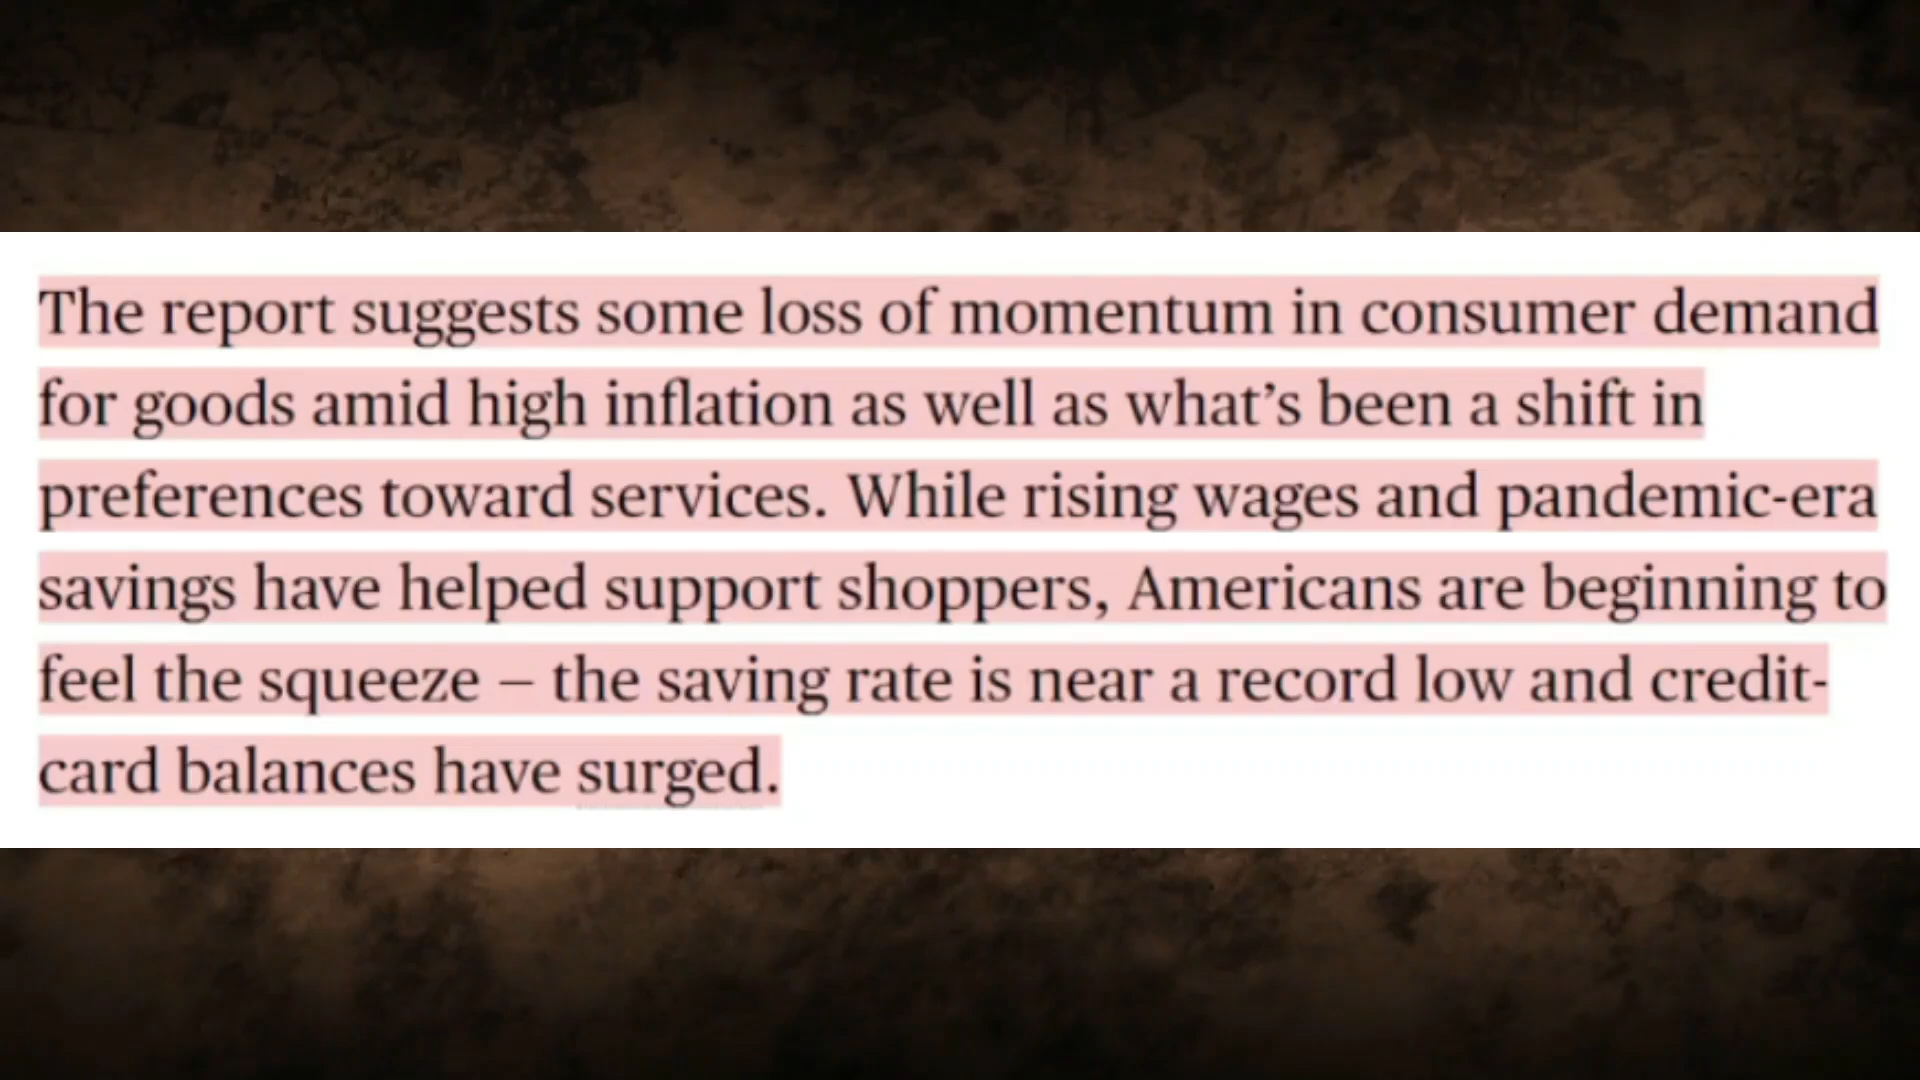 The report suggests some loss of momentum in consumer demand
for goods amid high inflation as well as what’s been a shift in
preferences toward services. While rising wages and pandemic-era
savings have helped support shoppers, Americans are beginning to
feel the squeeze – the saving rate is near a record low and credit-
card balances have surged.